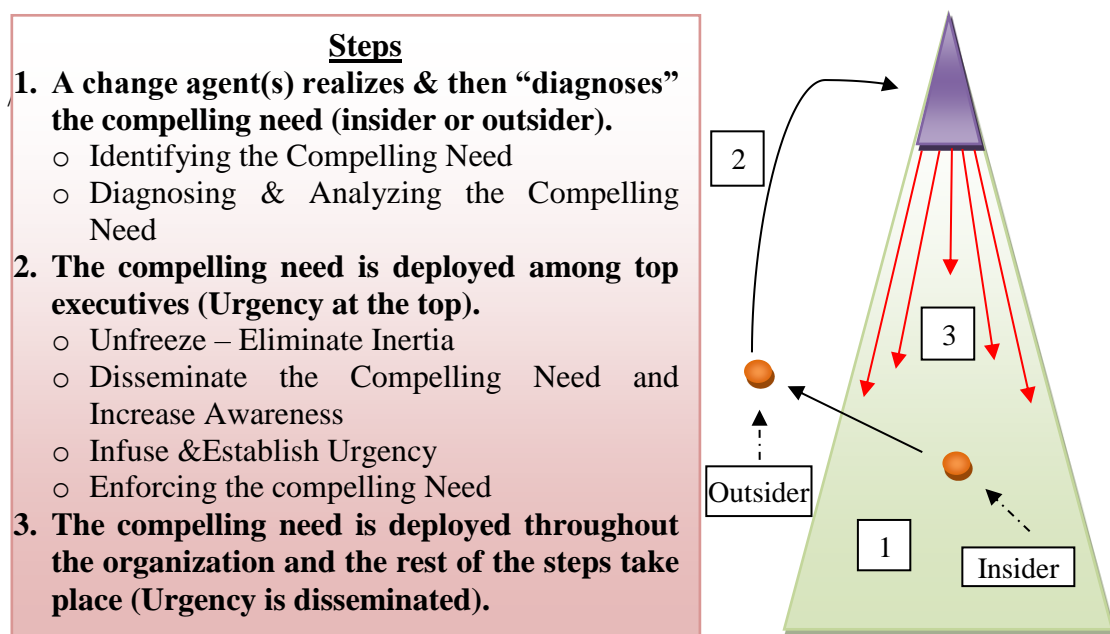 Steps
1. A change agent(s) realizes & then “diagnoses”
the compelling need (insider or outsider).
o Identifying the Compelling Need
o Diagnosing & Analyzing the Compelling
Need
2. The compelling need is deployed among top
executives (Urgency at the top).
o Unfreeze – Eliminate Inertia
o Disseminate the Compelling Need and
Increase Awareness
o Infuse &Establish Urgency
o Enforcing the compelling Need
3. The compelling need is deployed throughout
the organization and the rest of the steps take
place (Urgency is disseminated).
2
3
Outsider
1
Insider